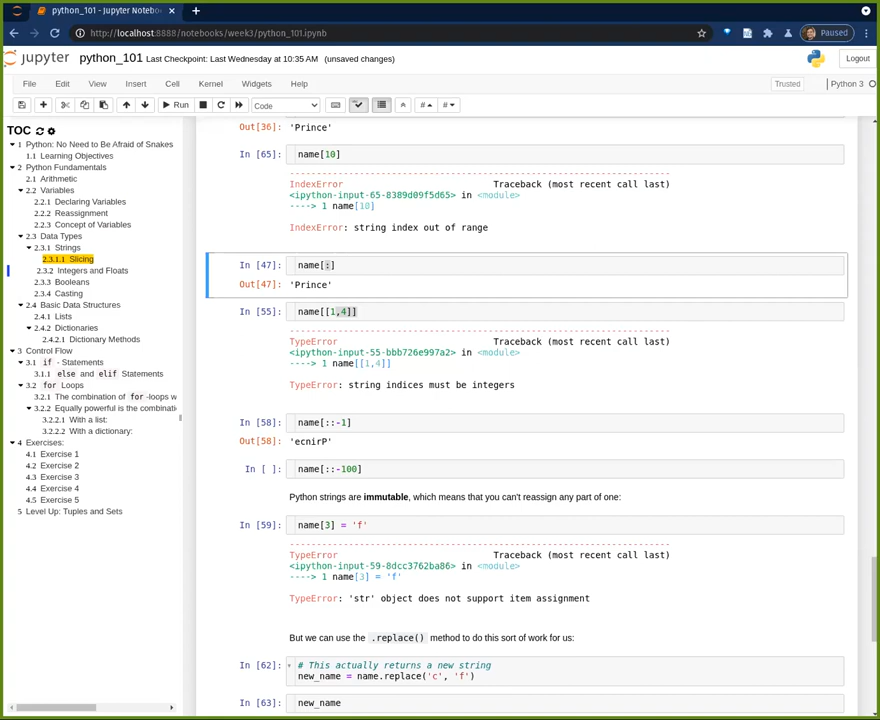 python_101 - Jupyter Notebo
http://localhost:8888/notebooks/week3/python_101.ipynb
Paused
jupyter python_101 Last Checkpoint: Last Wednesday at 10:35 AM (unsaved changes)
Logout
File Edit View Insert Cell Kernel Widgets Help
Trusted
Python 3
Run
Code
TOC
1 Python: No Need to Be Afraid of Snakes
1.1 Learning Objectives
2 Python Fundamentals
2.1 Arithmetic
2.2 Variables
2.2.1 Declaring Variables
2.2.2 Reassignment
2.2.3 Concept of Variables
2.3 Data Types
2.3.1 Strings
2.3.1.1 Slicing
2.3.2 Integers and Floats
2.3.3 Booleans
2.3.4 Casting
2.4 Basic Data Structures
2.4.1 Lists
2.4.2 Dictionaries
2.4.2.1 Dictionary Methods
3 Control Flow
3.1 if - Statements
3.1.1 else and elif Statements
3.2 for Loops
3.2.1 The combination of for -loops w
3.2.2 Equally powerful is the combinati
3.2.2.1 With a list:
3.2.2.2 With a dictionary:
4 Exercises:
4.1 Exercise 1
4.2 Exercise 2
4.3 Exercise 3
4.4 Exercise 4
4.5 Exercise 5
5 Level Up: Tuples and Sets
Out[36]: 'Prince'
In [65]: name[10]
---------------------------------------------------------------------------
IndexError Traceback (most recent call last)
<ipython-input-65-8389d09f5d65> in <module>
----> 1 name[10]
IndexError: string index out of range
In [47]: name[:]
Out[47]: 'Prince'
In [55]: name[[1,4]]
---------------------------------------------------------------------------
TypeError Traceback (most recent call last)
<ipython-input-55-bbb726e997a2> in <module>
----> 1 name[[1,4]]
TypeError: string indices must be integers
In [58]: name[::-1]
Out[58]: 'ecnirP'
In [ ]: name[::-100]
Python strings are immutable, which means that you can't reassign any part of one:
In [59]: name[3] = 'f'
---------------------------------------------------------------------------
TypeError Traceback (most recent call last)
<ipython-input-59-8dcc3762ba86> in <module>
----> 1 name[3] = 'f'
TypeError: 'str' object does not support item assignment
But we can use the .replace() method to do this sort of work for us:
In [62]: # This actually returns a new string
new_name = name.replace('c', 'f')
In [63]: new_name